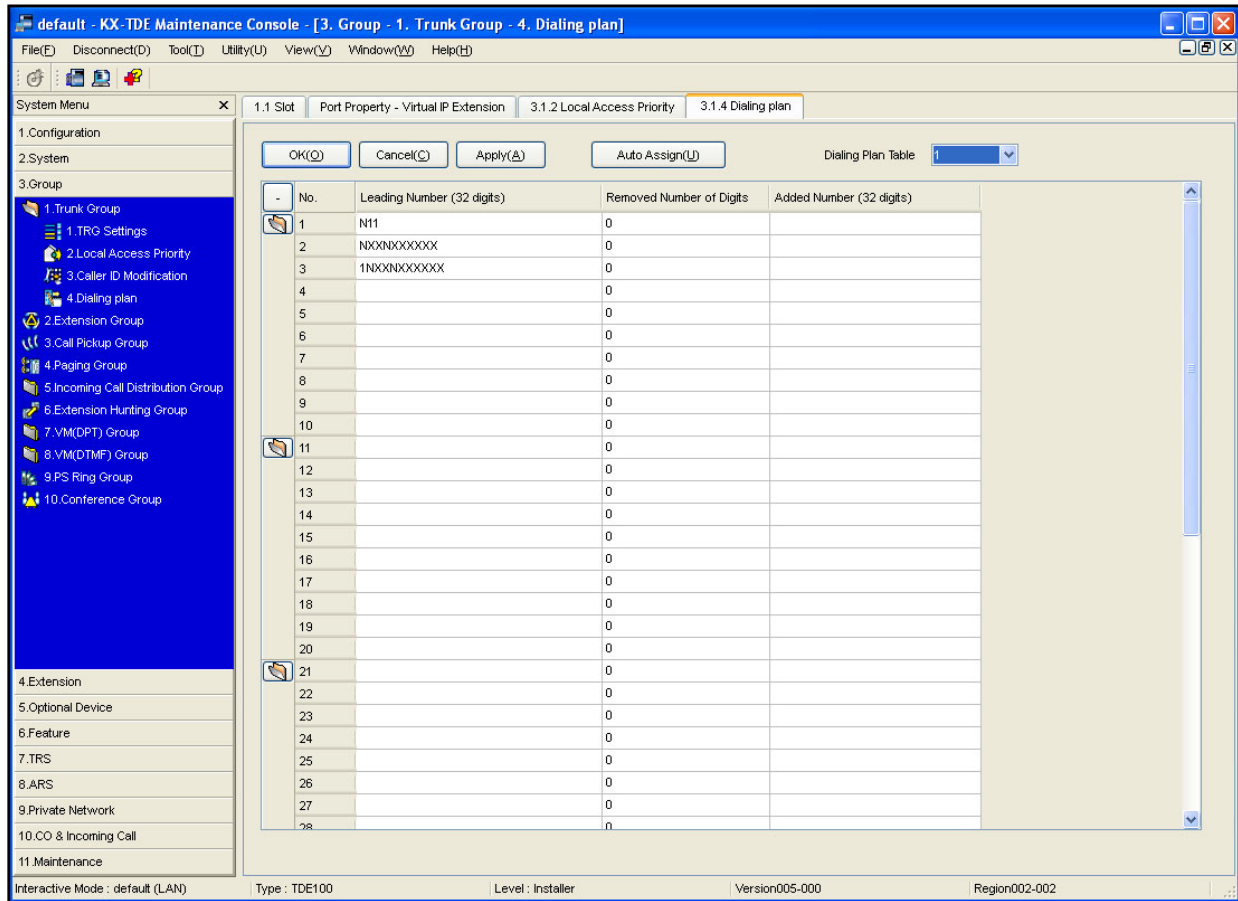 default - KX-TDE Maintenance Console - [3. Group - 1. Trunk Group - 4. Dialing plan]
File(F) Disconnect(D) Tool(T) Utility(U) View(V) Window(W) Help(H)
System Menu x
1.1 Slot Port Property - Virtual IP Extension 3.1.2 Local Access Priority 3.1.4 Dialing plan
1.Configuration
2.System
3.Group
1.Trunk Group
1.TRG Settings
2.Local Access Priority
3.Caller ID Modification
4.Dialing plan
2.Extension Group
3.Call Pickup Group
4.Paging Group
5.Incoming Call Distribution Group
6.Extension Hunting Group
7.VM(DPT) Group
8.VM(DTMF) Group
9.PS Ring Group
10.Conference Group
4.Extension
5.Optional Device
6.Feature
7.TRS
8.ARS
9.Private Network
10.CO & Incoming Call
11.Maintenance
OK(O) Cancel(C) Apply(A) Auto Assign(U) Dialing Plan Table 1
- No. Leading Number (32 digits) Removed Number of Digits Added Number (32 digits)
1 N11 0
2 NXXNXXXXXX 0
3 1NXXNXXXXXX 0
4 0
5 0
6 0
7 0
8 0
9 0
10 0
11 0
12 0
13 0
14 0
15 0
16 0
17 0
18 0
19 0
20 0
21 0
22 0
23 0
24 0
25 0
26 0
27 0
28 0
Interactive Mode : default (LAN) Type : TDE100 Level : Installer Version005-000 Region002-002